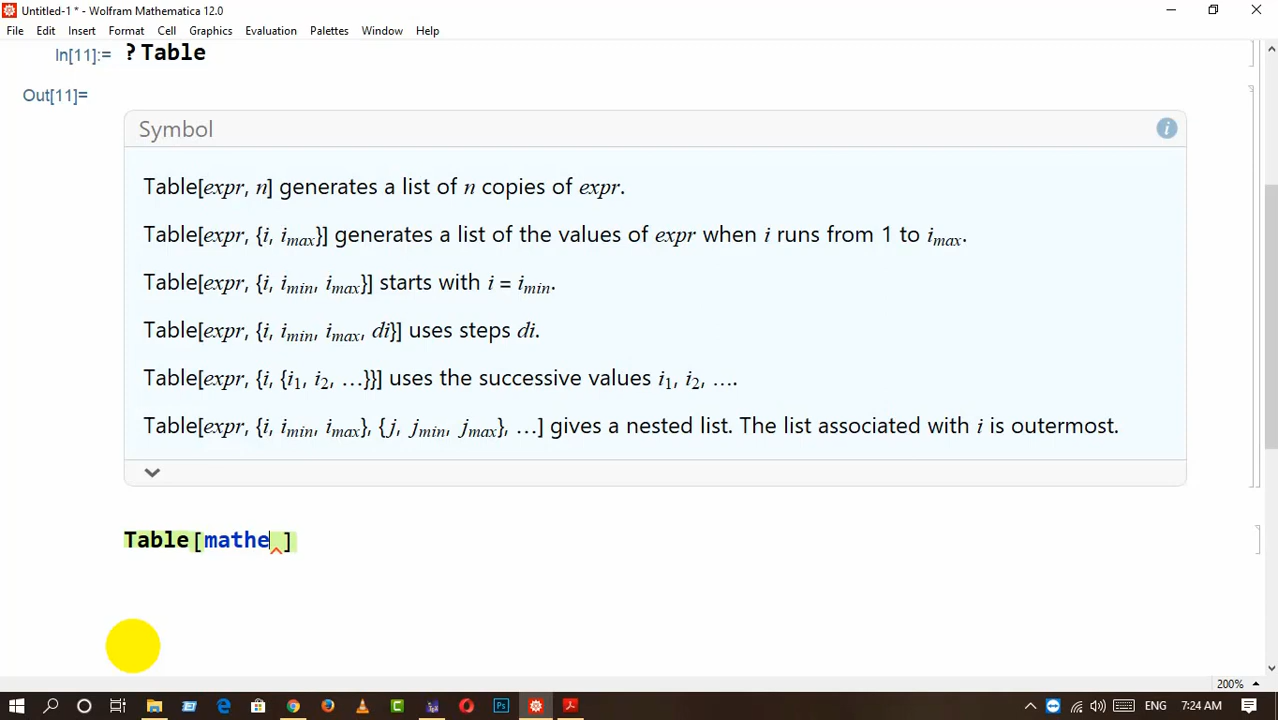 Untitled-1 * - Wolfram Mathematica 12.0
File Edit Insert Format Cell Graphics Evaluation Palettes Window Help
In[11]:= ? Table
Out[11]=
Symbol
Table[expr, n] generates a list of n copies of expr.
Table[expr, {i, imax}] generates a list of the values of expr when i runs from 1 to imax.
Table[expr, {i, imin, imax}] starts with i = imin.
Table[expr, {i, imin, imax, di}] uses steps di.
Table[expr, {i, {i1, i2, …}}] uses the successive values i1, i2, ….
Table[expr, {i, imin, imax}, {j, jmin, jmax}, …] gives a nested list. The list associated with i is outermost.
Table[mathe ]
200%
ENG 7:24 AM